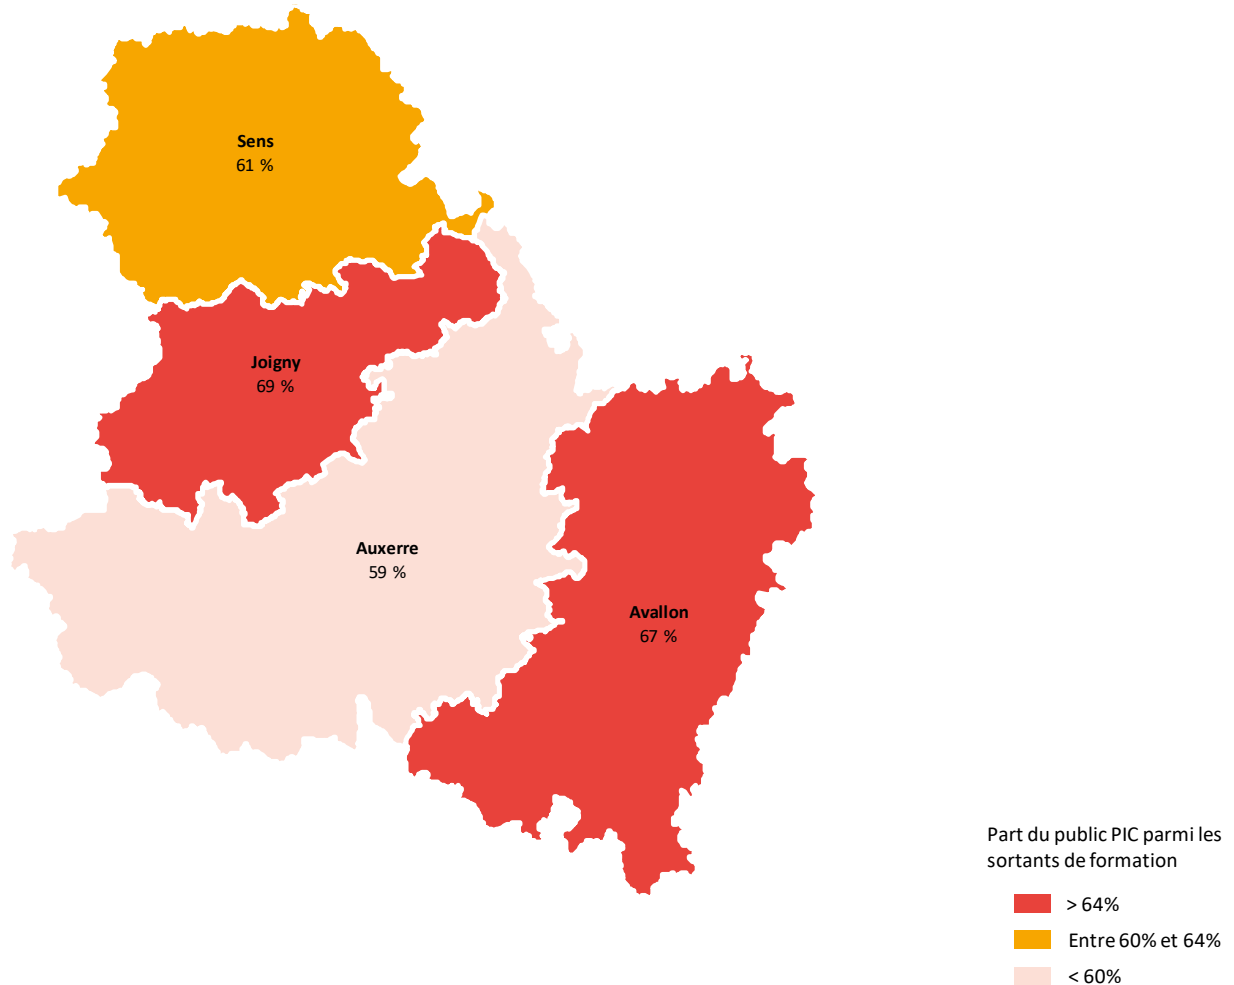 Sens
61 %
Joigny
69 %
Auxerre
59 %
Avallon
67 %
Part du public PIC parmi les
sortants de formation
> 64%
Entre 60% et 64%
< 60%